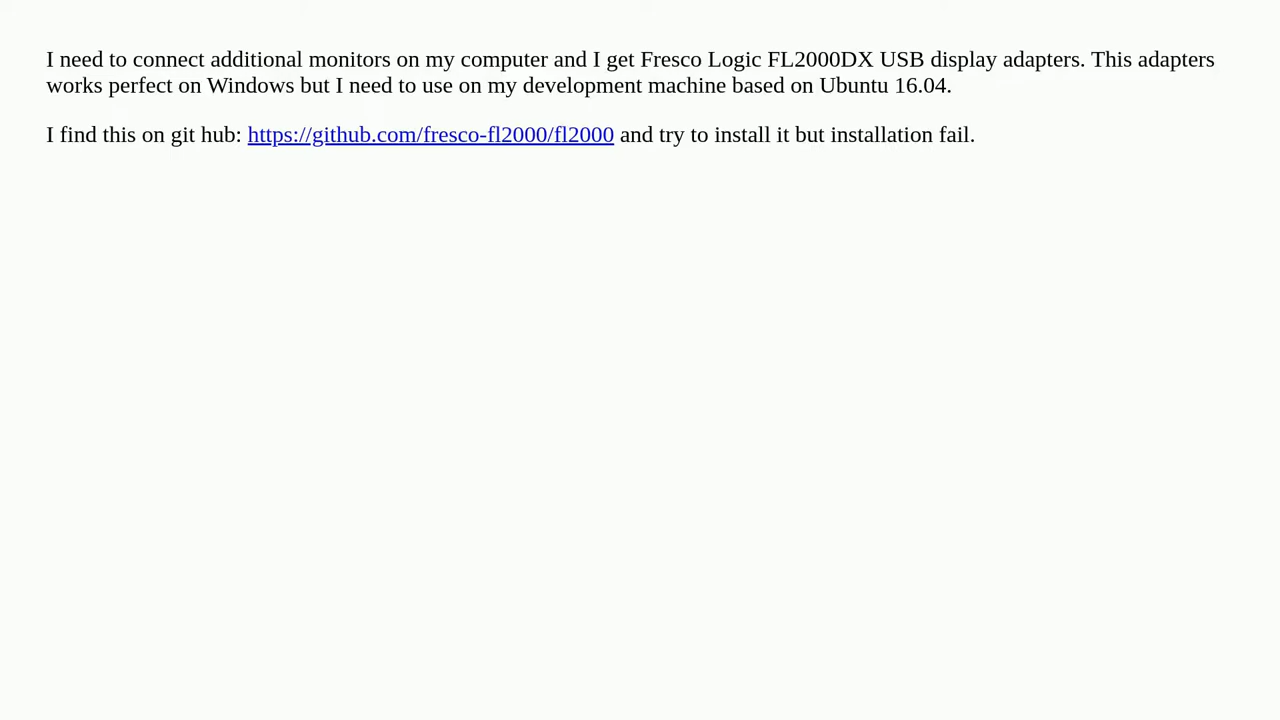 I need to connect additional monitors on my computer and I get Fresco Logic FL2000DX USB display adapters. This adapters
works perfect on Windows but I need to use on my development machine based on Ubuntu 16.04.
I find this on git hub: https://github.com/fresco-fl2000/fl2000 and try to install it but installation fail.